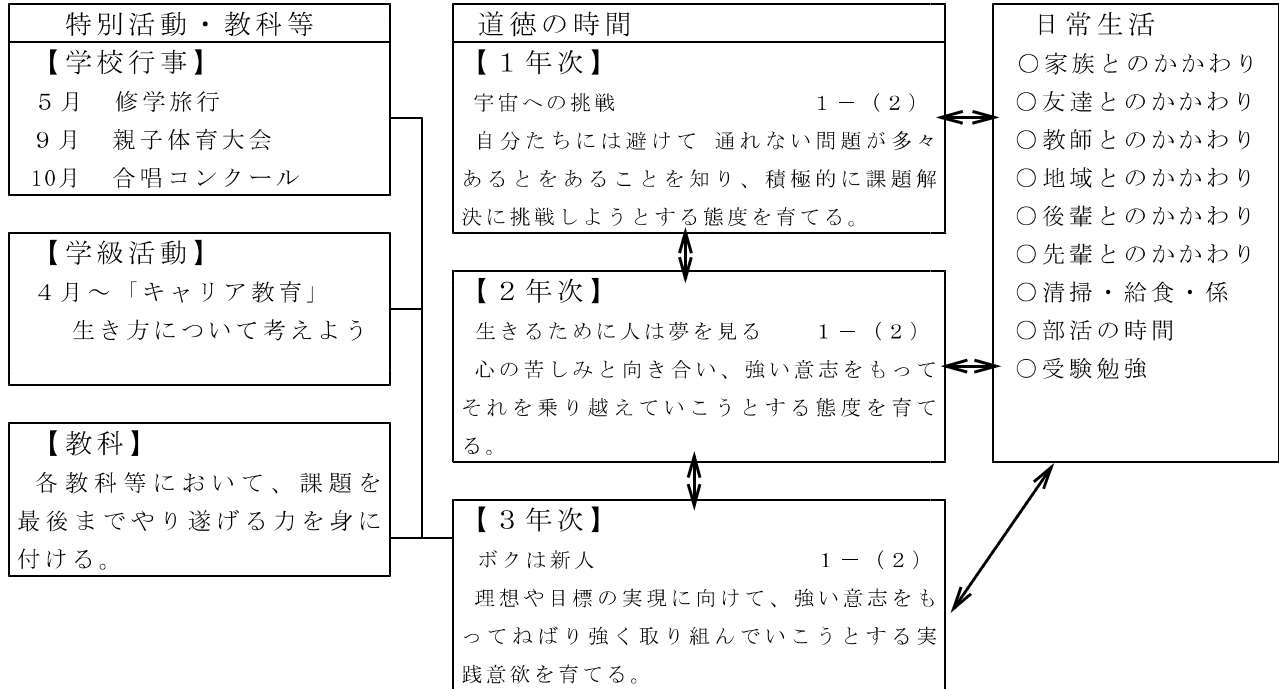 特別活動・教科等
【学校行事】
５月　修学旅行
９月　親子体育大会
10月　合唱コンクール
【学級活動】
４月～「キャリア教育」
生き方について考えよう
【教科】
各教科等において、課題を
最後までやり遂げる力を身に
付ける。
道徳の時間
【１年次】
宇宙への挑戦　１－（２）
自分たちには避けて 通れない問題が多々
あるとをあることを知り、積極的に課題解
決に挑戦しようとする態度を育てる。
【２年次】
生きるために人は夢を見る　１－（２）
心の苦しみと向き合い、強い意志をもって
それを乗り越えていこうとする態度を育て
る。
【３年次】
ボクは新人　１－（２）
理想や目標の実現に向けて、強い意志をも
ってねばり強く取り組んでいこうとする実
践意欲を育てる。
日常生活
○家族とのかかわり
○友達とのかかわり
○教師とのかかわり
○地域とのかかわり
○後輩とのかかわり
○先輩とのかかわり
○清掃・給食・係
○部活の時間
○受験勉強